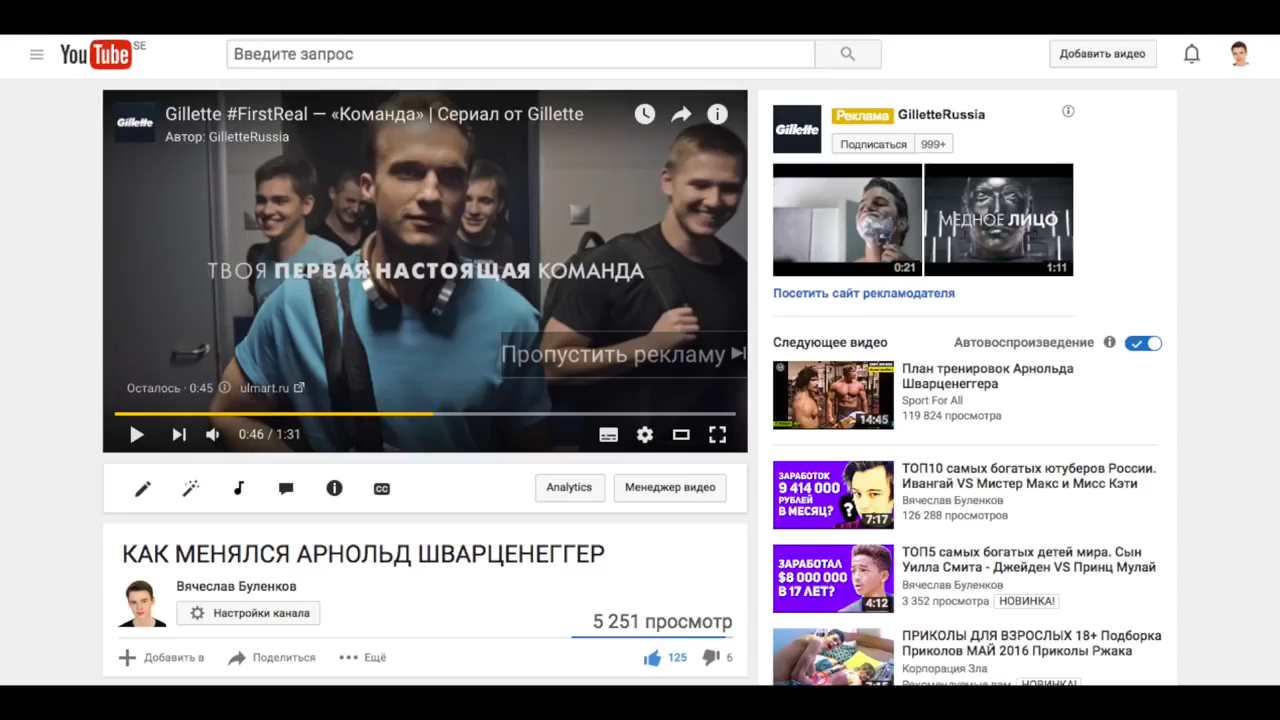 YouTube SE
Введите запрос
Добавить видео
Gillette
Gillette #FirstReal — «Команда» | Сериал от Gillette
Автор: GilletteRussia
ТВОЯ ПЕРВАЯ НАСТОЯЩАЯ КОМАНДА
Пропустить рекламу
Осталось · 0:45 ulmart.ru
0:46 / 1:31
Analytics
Менеджер видео
КАК МЕНЯЛСЯ АРНОЛЬД ШВАРЦЕНЕГГЕР
Вячеслав Буленков
Настройки канала
5 251 просмотр
Добавить в
Поделиться
Ещё
125
6
Gillette
Реклама GilletteRussia
Подписаться 999+
0:21
МЕДНОЕ ЛИЦО
1:11
Посетить сайт рекламодателя
Следующее видео
Автовоспроизведение
14:45
План тренировок Арнольда
Шварценеггера
Sport For All
119 824 просмотра
ЗАРАБОТОК
9 414 000
РУБЛЕЙ
В МЕСЯЦ?
?
7:17
ТОП10 самых богатых ютуберов России.
Ивангай VS Мистер Макс и Мисс Кэти
Вячеслав Буленков
126 288 просмотров
ЗАРАБОТАЛ
$8 000 000
В 17 ЛЕТ?
4:12
ТОП5 самых богатых детей мира. Сын
Уилла Смита - Джейден VS Принц Мулай
Вячеслав Буленков
3 352 просмотра НОВИНКА!
ПРИКОЛЫ ДЛЯ ВЗРОСЛЫХ 18+ Подборка
Приколов МАЙ 2016 Приколы Ржака
Корпорация Зла
Рекомендуемые вам НОВИНКА!